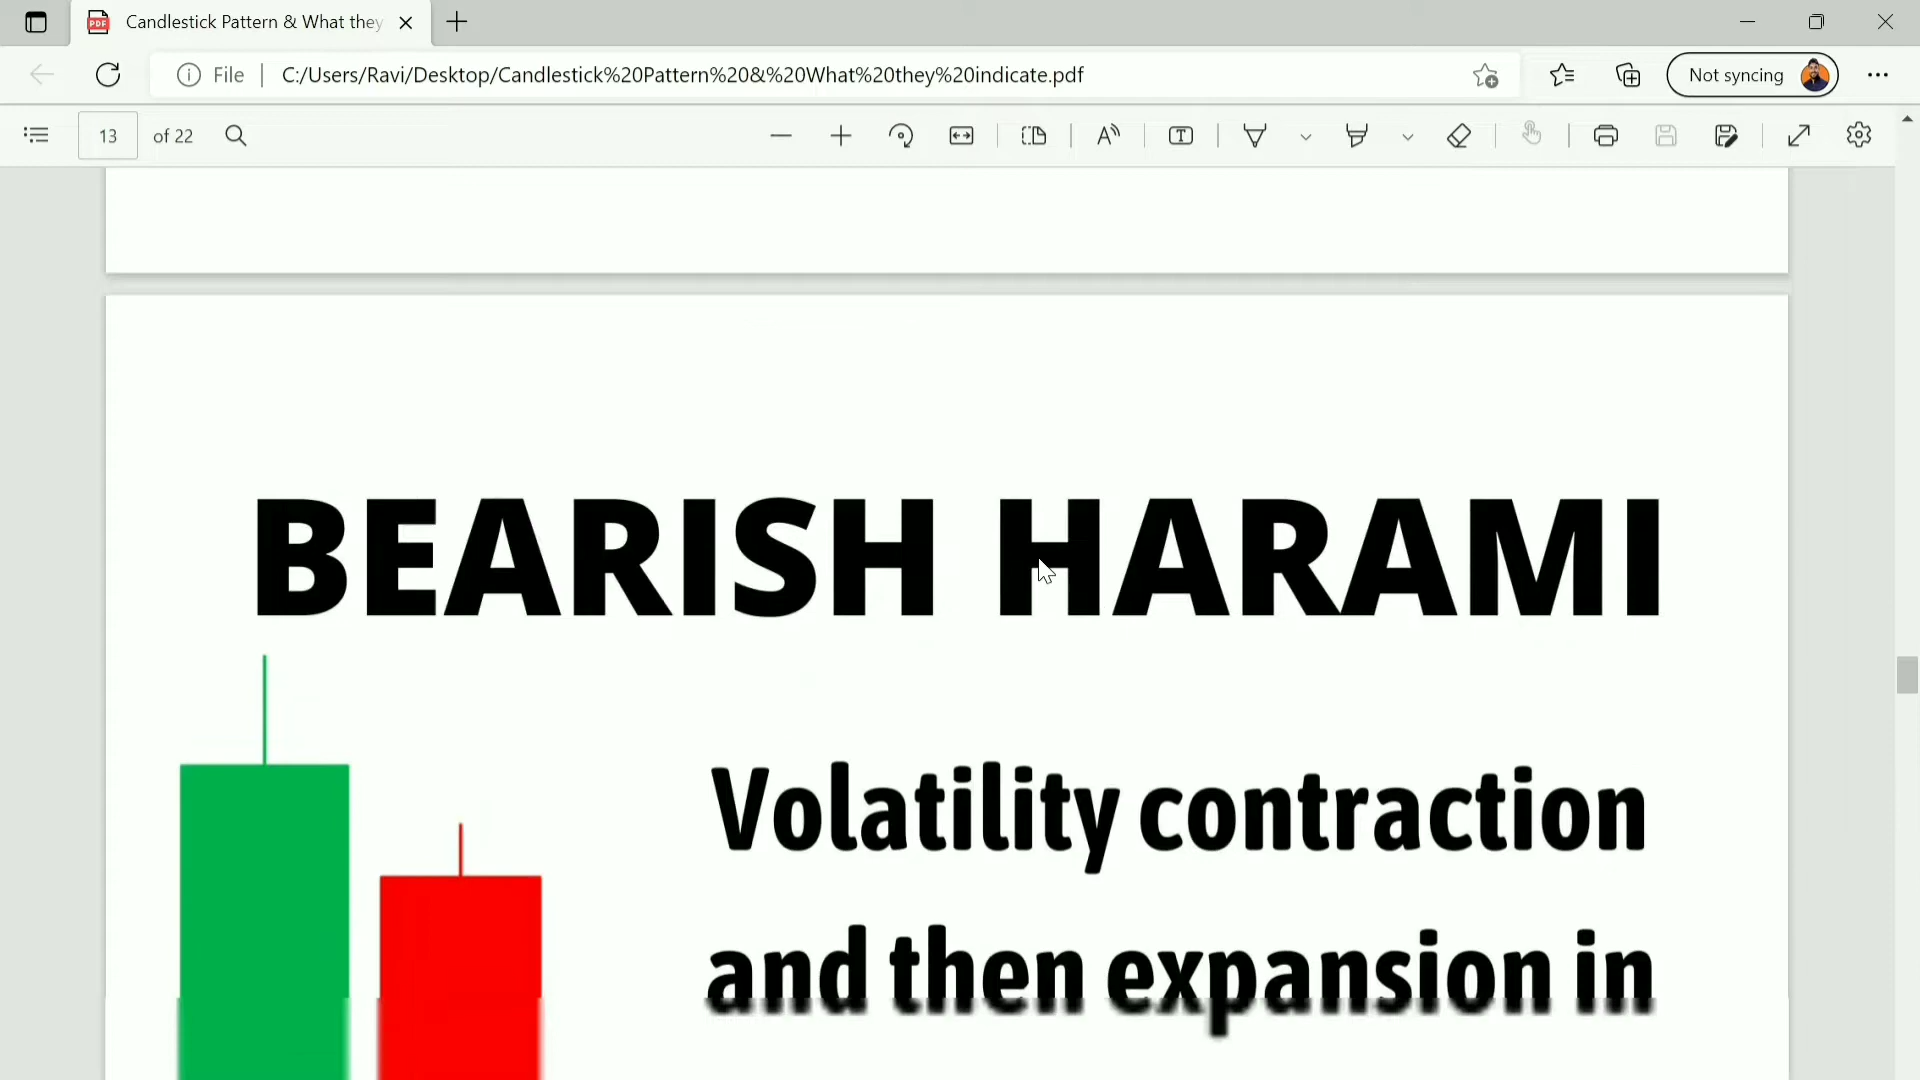 Candlestick Pattern & What they
File
C:/Users/Ravi/Desktop/Candlestick%20Pattern%20&%20What%20they%20indicate.pdf
Not syncing
13 of 22
BEARISH HARAMI
Volatility contraction
and then expansion in